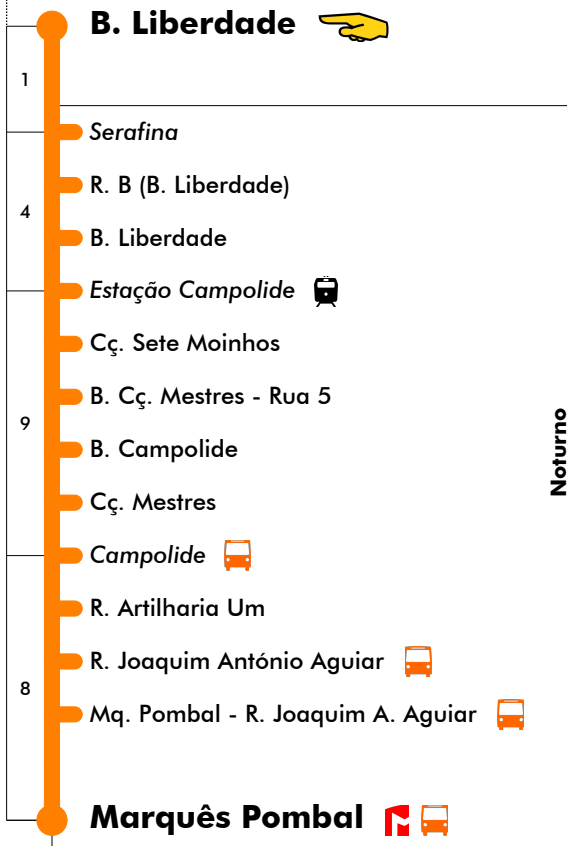 B. Liberdade
1
Serafina
R. B (B. Liberdade)
4
B. Liberdade
Estação Campolide
Cç. Sete Moinhos
B. Cç. Mestres - Rua 5
9
B. Campolide
Noturno
Cç. Mestres
Campolide
R. Artilharia Um
R. Joaquim António Aguiar
8
Mq. Pombal - R. Joaquim A. Aguiar
Marquês Pombal